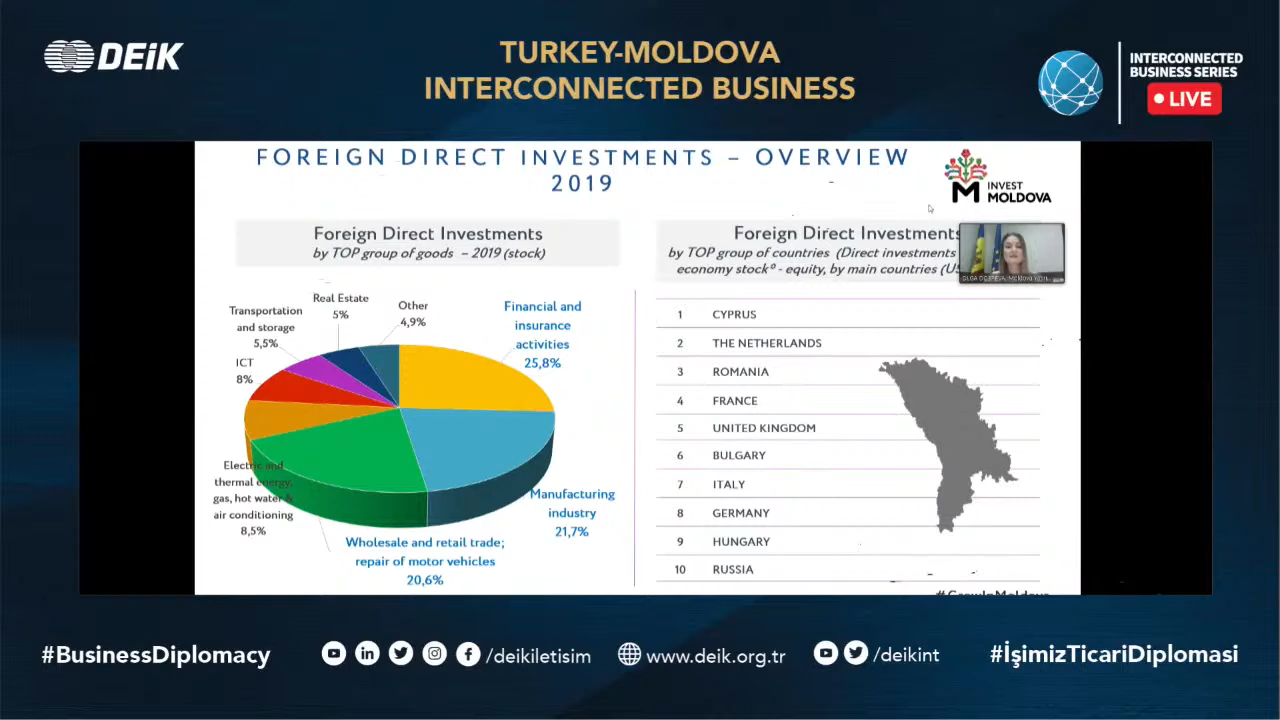 DEiK
TURKEY-MOLDOVA
INTERCONNECTED BUSINESS
INTERCONNECTED
BUSINESS SERIES
LIVE
FOREIGN DIRECT INVESTMENTS – OVERVIEW
2019
M INVEST
MOLDOVA
Foreign Direct Investments
by TOP group of goods – 2019 (stock)
Real Estate
5%
Other
4,9%
Transportation
and storage
5,5%
ICT
8%
Financial and
insurance
activities
25,8%
Electric and
thermal energy,
gas, hot water &
air conditioning
8,5%
Manufacturing
industry
21,7%
Wholesale and retail trade;
repair of motor vehicles
20,6%
Foreign Direct Investments
by TOP group of countries (Direct investments
economy stock⁰ - equity, by main countries
1 CYPRUS
2 THE NETHERLANDS
3 ROMANIA
4 FRANCE
5 UNITED KINGDOM
6 BULGARY
7 ITALY
8 GERMANY
9 HUNGARY
10 RUSSIA
#BusinessDiplomacy
/deikiletisim
www.deik.org.tr
/deikint
#İşimizTicariDiplomasi